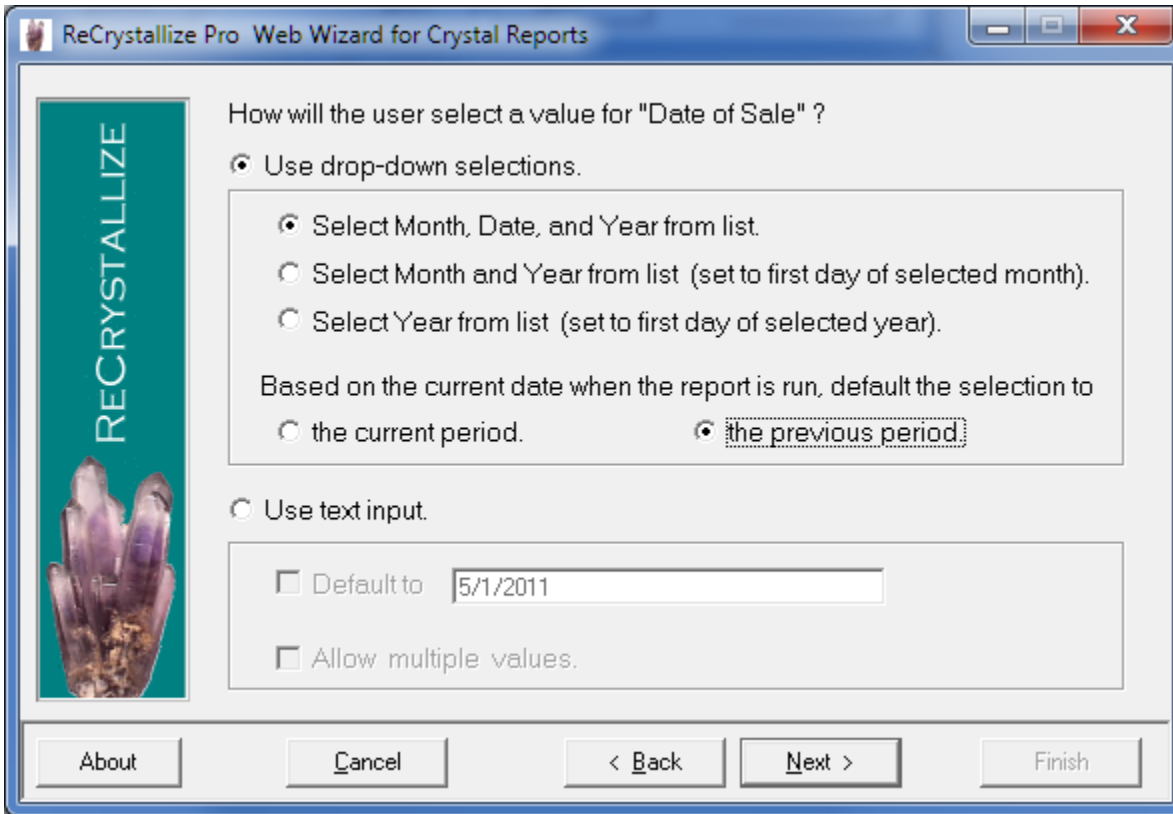 ReCrystallize Pro  Web Wizard for Crystal Reports
RECRYSTALLIZE
How will the user select a value for "Date of Sale" ?
Use drop-down selections.
Select Month, Date, and Year from list.
Select Month and Year from list  (set to first day of selected month).
Select Year from list  (set to first day of selected year).
Based on the current date when the report is run, default the selection to
the current period. the previous period.
Use text input.
Default to 5/1/2011
Allow multiple values.
About Cancel < Back Next > Finish